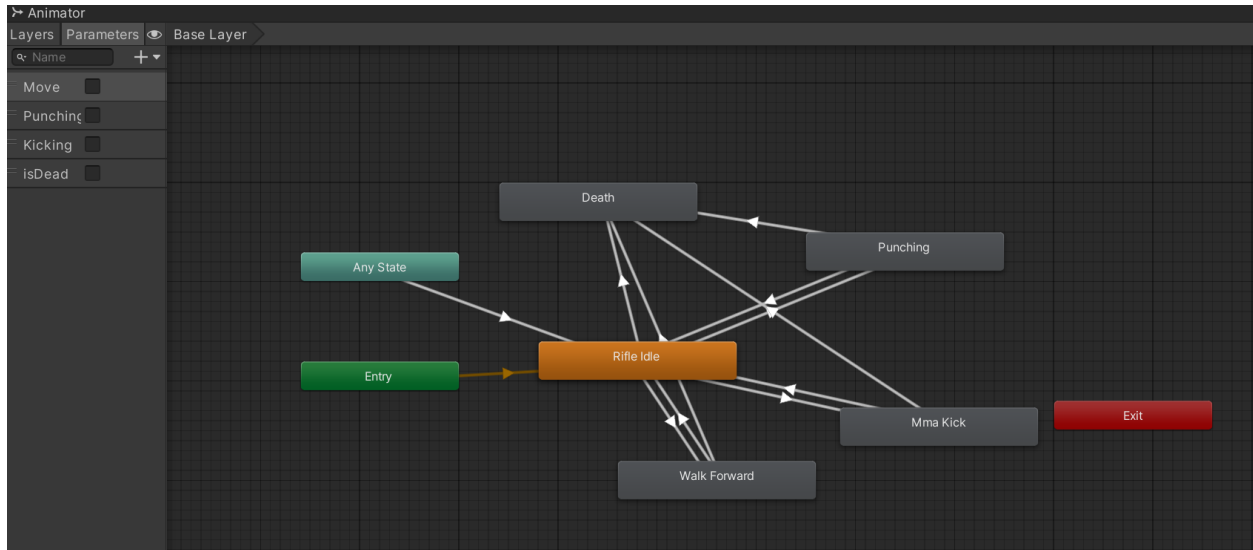 Animator
Layers Parameters Base Layer
Name
Move
Punching
Kicking
isDead
Death
Punching
Any State
Rifle Idle
Entry
Exit
Mma Kick
Walk Forward